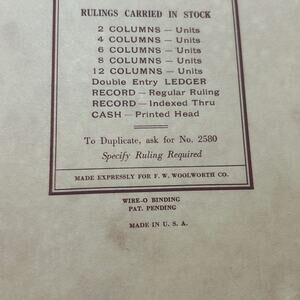 RULINGS CARRIED IN STOCK
2 COLUMNS — Units
4 COLUMNS — Units
6 COLUMNS — Units
8 COLUMNS — Units
12 COLUMNS — Units
Double Entry LEDGER
RECORD — Regular Ruling
RECORD — Indexed Thru
CASH — Printed Head
To Duplicate, ask for No. 2580
Specify Ruling Required
MADE EXPRESSLY FOR F. W. WOOLWORTH CO.
WIRE-O BINDING
PAT. PENDING
MADE IN U. S. A.